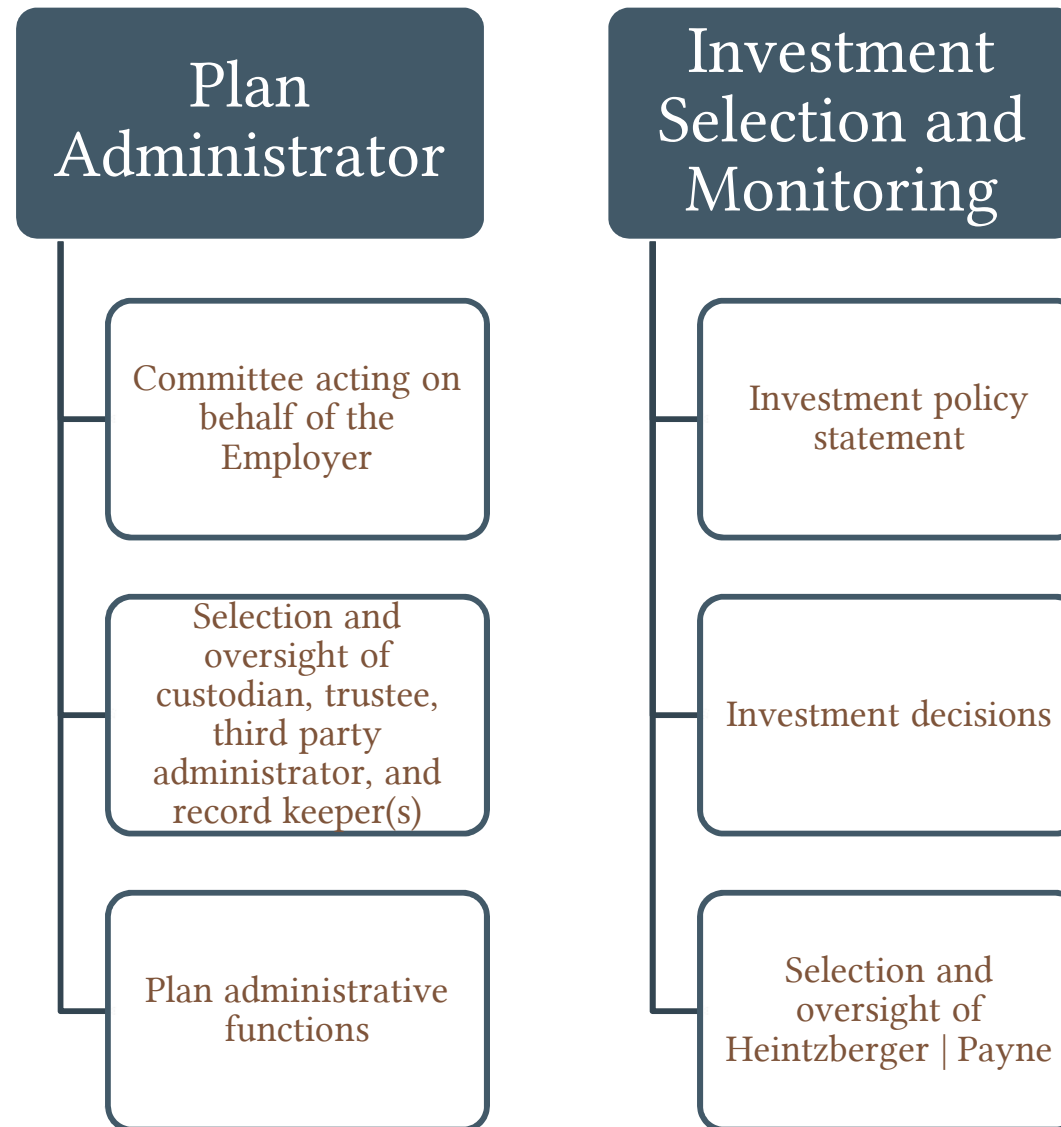 Plan
Administrator
Committee acting on
behalf of the
Employer
Selection and
oversight of
custodian, trustee,
third party
administrator, and
record keeper(s)
Plan administrative
functions
Investment
Selection and
Monitoring
Investment policy
statement
Investment decisions
Selection and
oversight of
Heintzberger | Payne